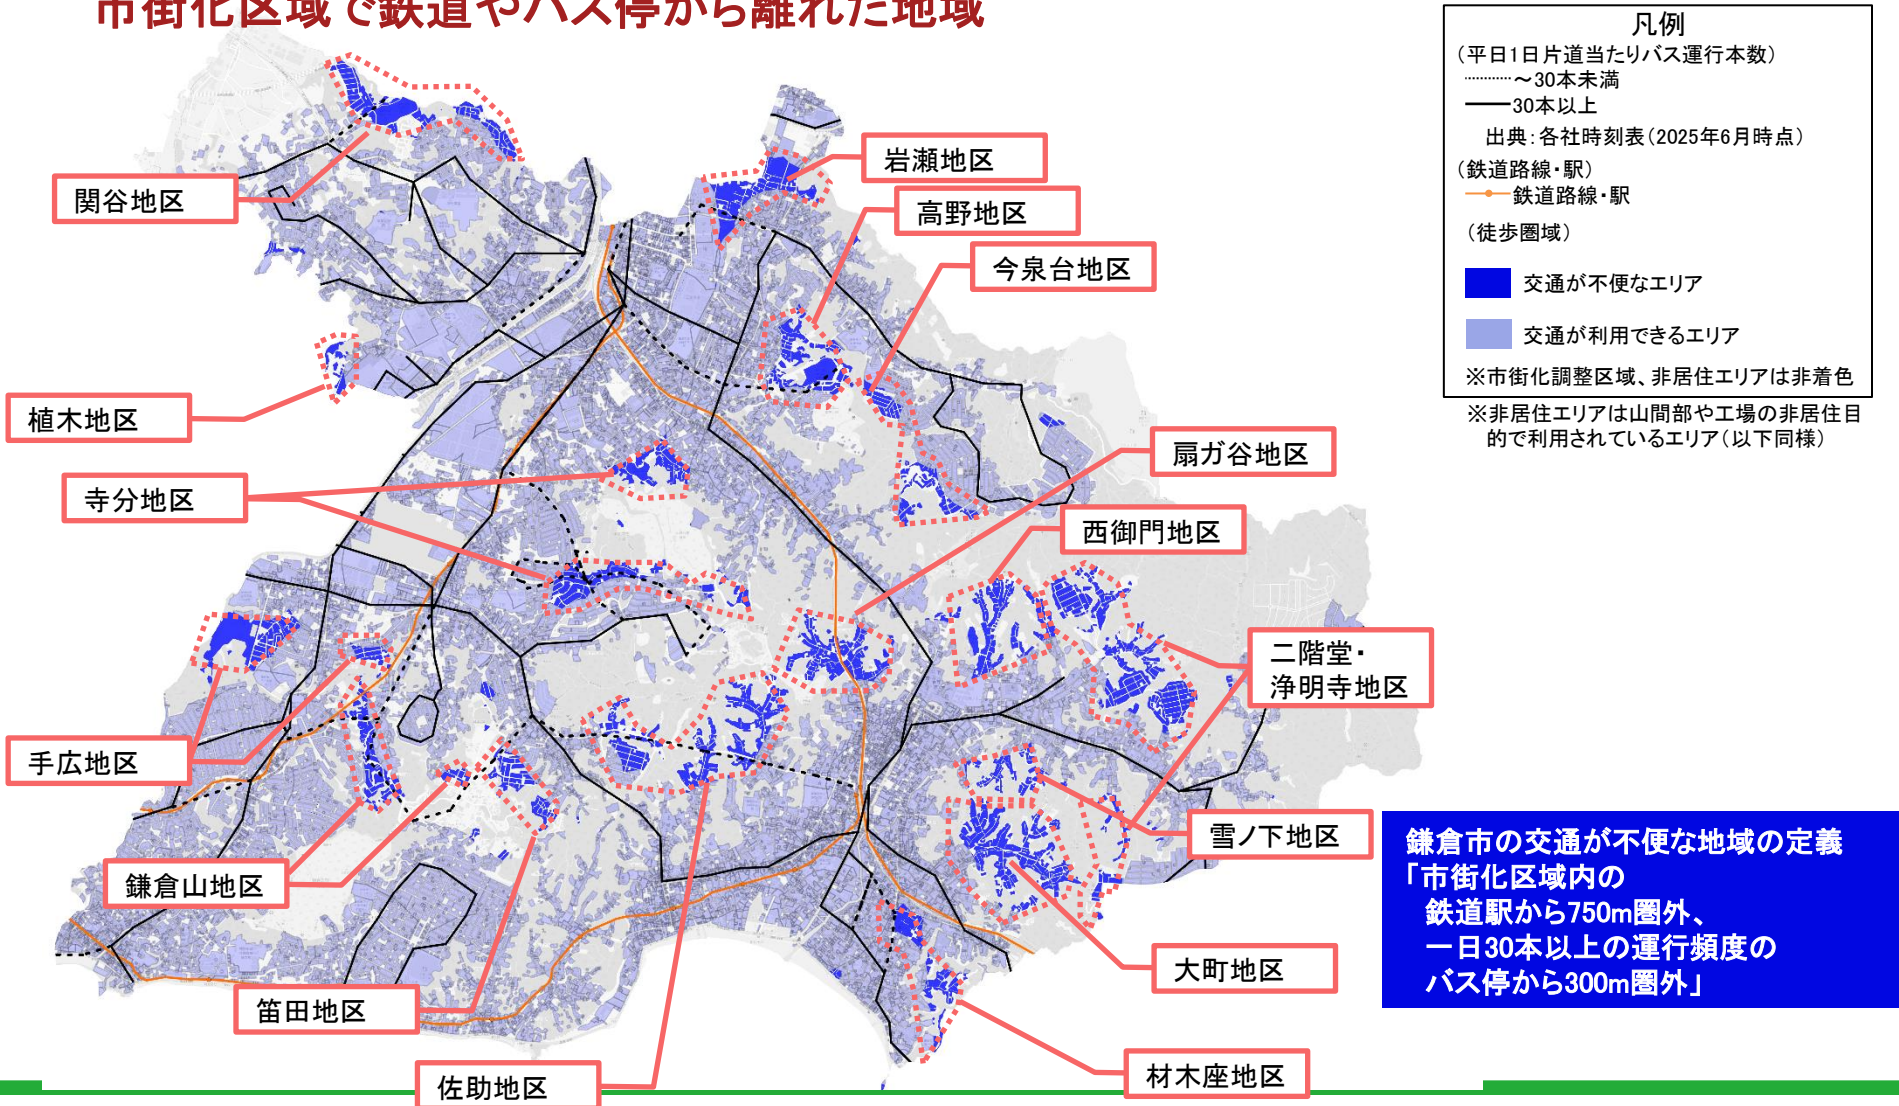 市街化区域で鉄道やバス停から離れた地域
凡例
(平日1日片道当たりバス運行本数)
～30本未満
30本以上
出典:各社時刻表(2025年6月時点)
(鉄道路線・駅)
鉄道路線・駅
(徒歩圏域)
交通が不便なエリア
交通が利用できるエリア
※市街化調整区域、非居住エリアは非着色
※非居住エリアは山間部や工場の非居住目
的で利用されているエリア(以下同様)
関谷地区
岩瀬地区
高野地区
今泉台地区
植木地区
扇ガ谷地区
寺分地区
西御門地区
二階堂・
浄明寺地区
手広地区
雪ノ下地区
鎌倉山地区
大町地区
笛田地区
佐助地区
材木座地区
鎌倉市の交通が不便な地域の定義
「市街化区域内の
鉄道駅から750m圏外、
一日30本以上の運行頻度の
バス停から300m圏外」